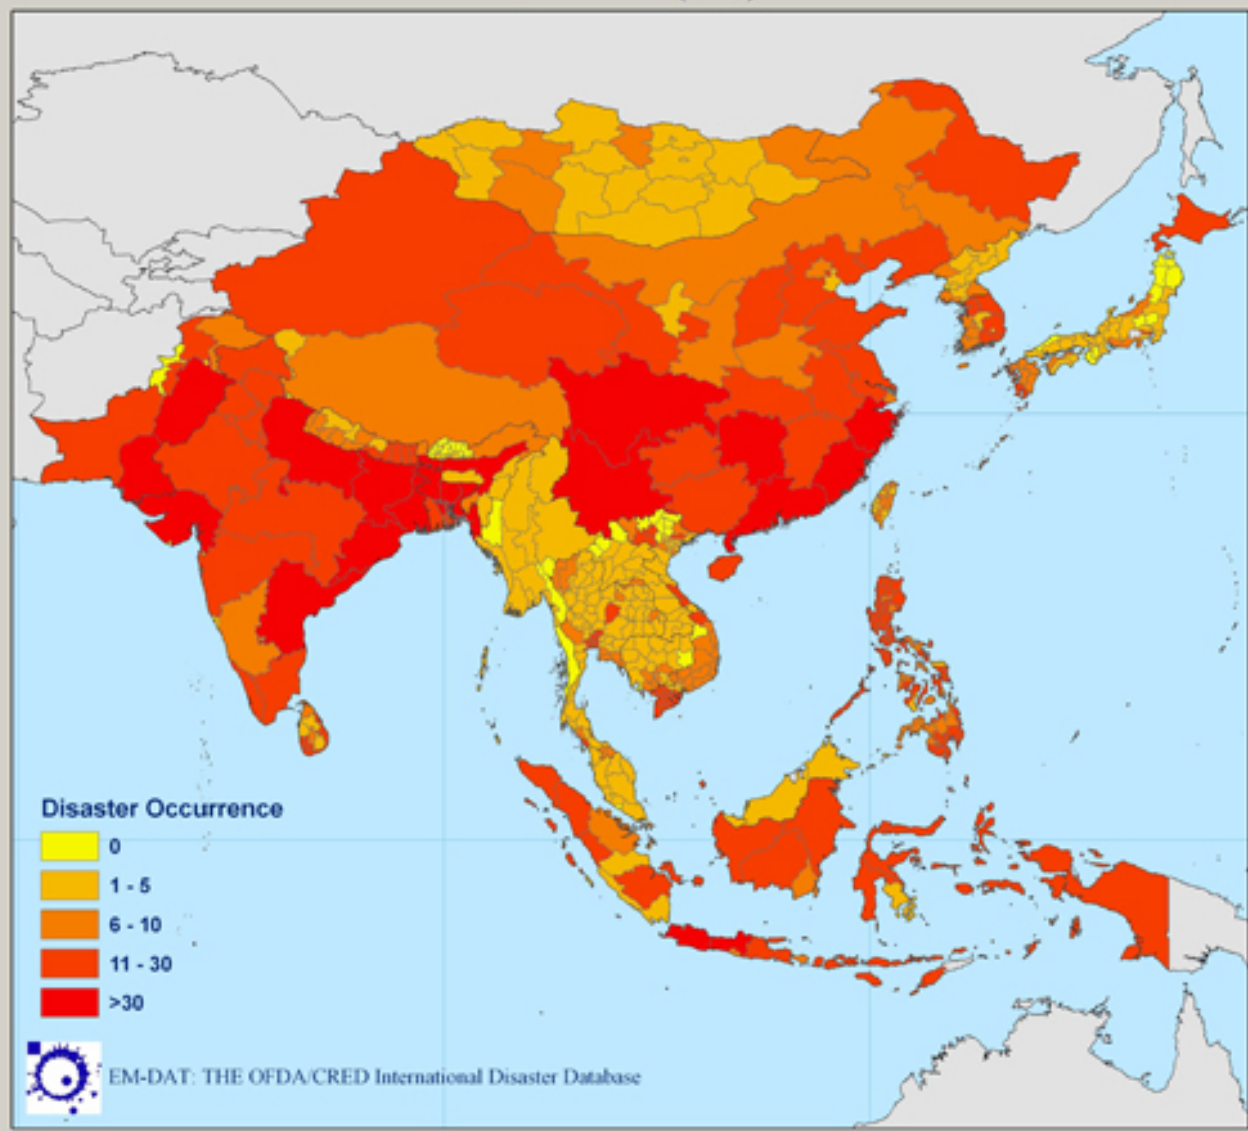 Disaster Occurrence
0
1 - 5
6 - 10
11 - 30
>30
EM-DAT: THE OFDA/CRED International Disaster Database